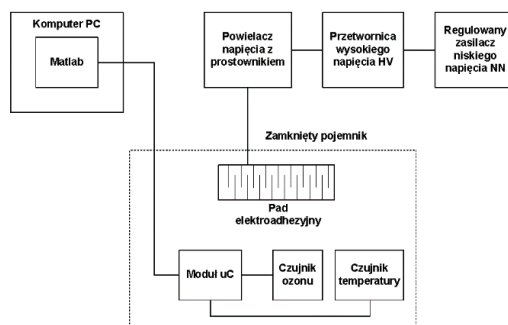 Komputer PC
Matlab
Powielacz
napięcia z
prostownikiem
Przetwornica
wysokiego
napięcia HV
Regulowany
zasilacz
niskiego
napięcia NN
Zamknięty pojemnik
Pad
elektroadhezyjny
Moduł uC
Czujnik
ozonu
Czujnik
temperatury